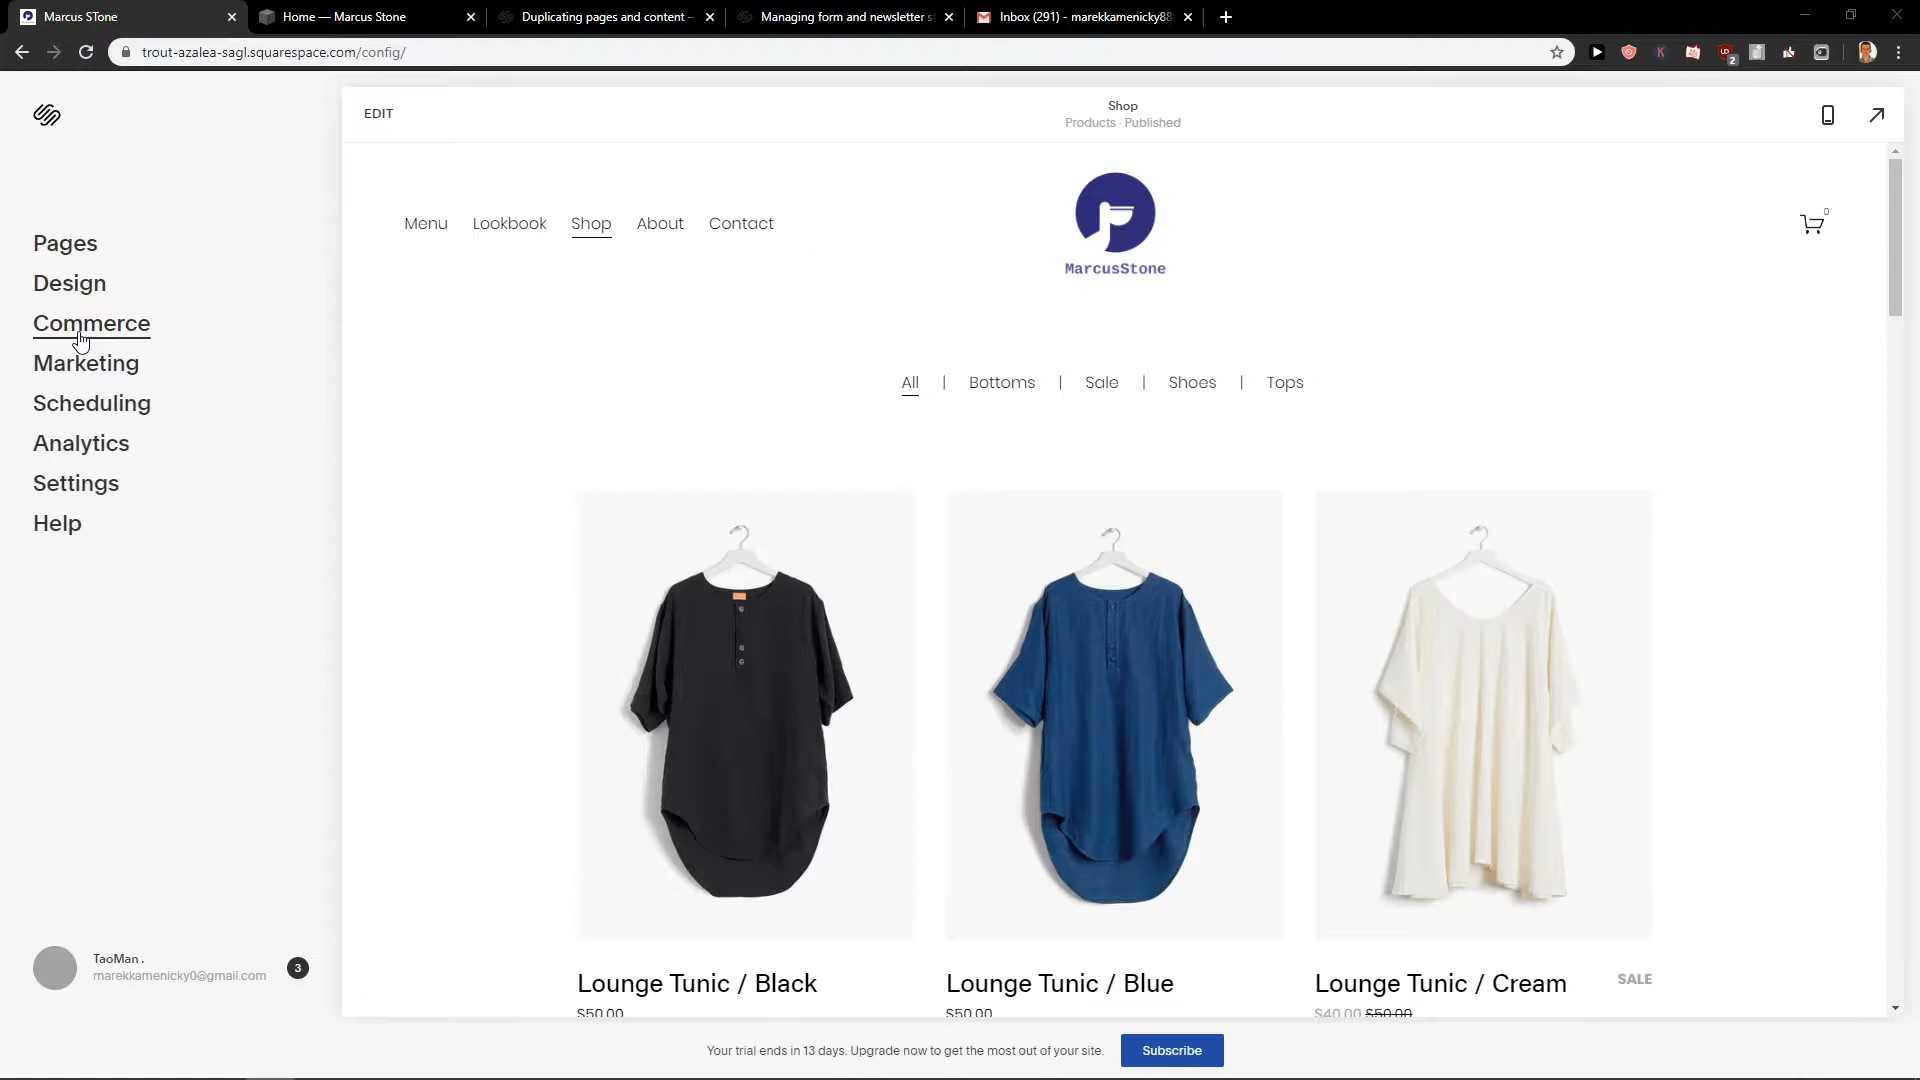 Marcus STone
Home — Marcus Stone
Duplicating pages and content –
Managing form and newsletter s
Inbox (291) - marekkamenicky88
trout-azalea-sagl.squarespace.com/config/
2
EDIT
Shop
Products · Published
Menu
Lookbook
Shop
About
Contact
MarcusStone
0
Pages
Design
Commerce
Marketing
Scheduling
Analytics
Settings
Help
All | Bottoms | Sale | Shoes | Tops
Lounge Tunic / Black
$50.00
Lounge Tunic / Blue
$50.00
Lounge Tunic / Cream
SALE
$40.00 $50.00
TaoMan .
marekkamenicky0@gmail.com
3
Your trial ends in 13 days. Upgrade now to get the most out of your site.
Subscribe